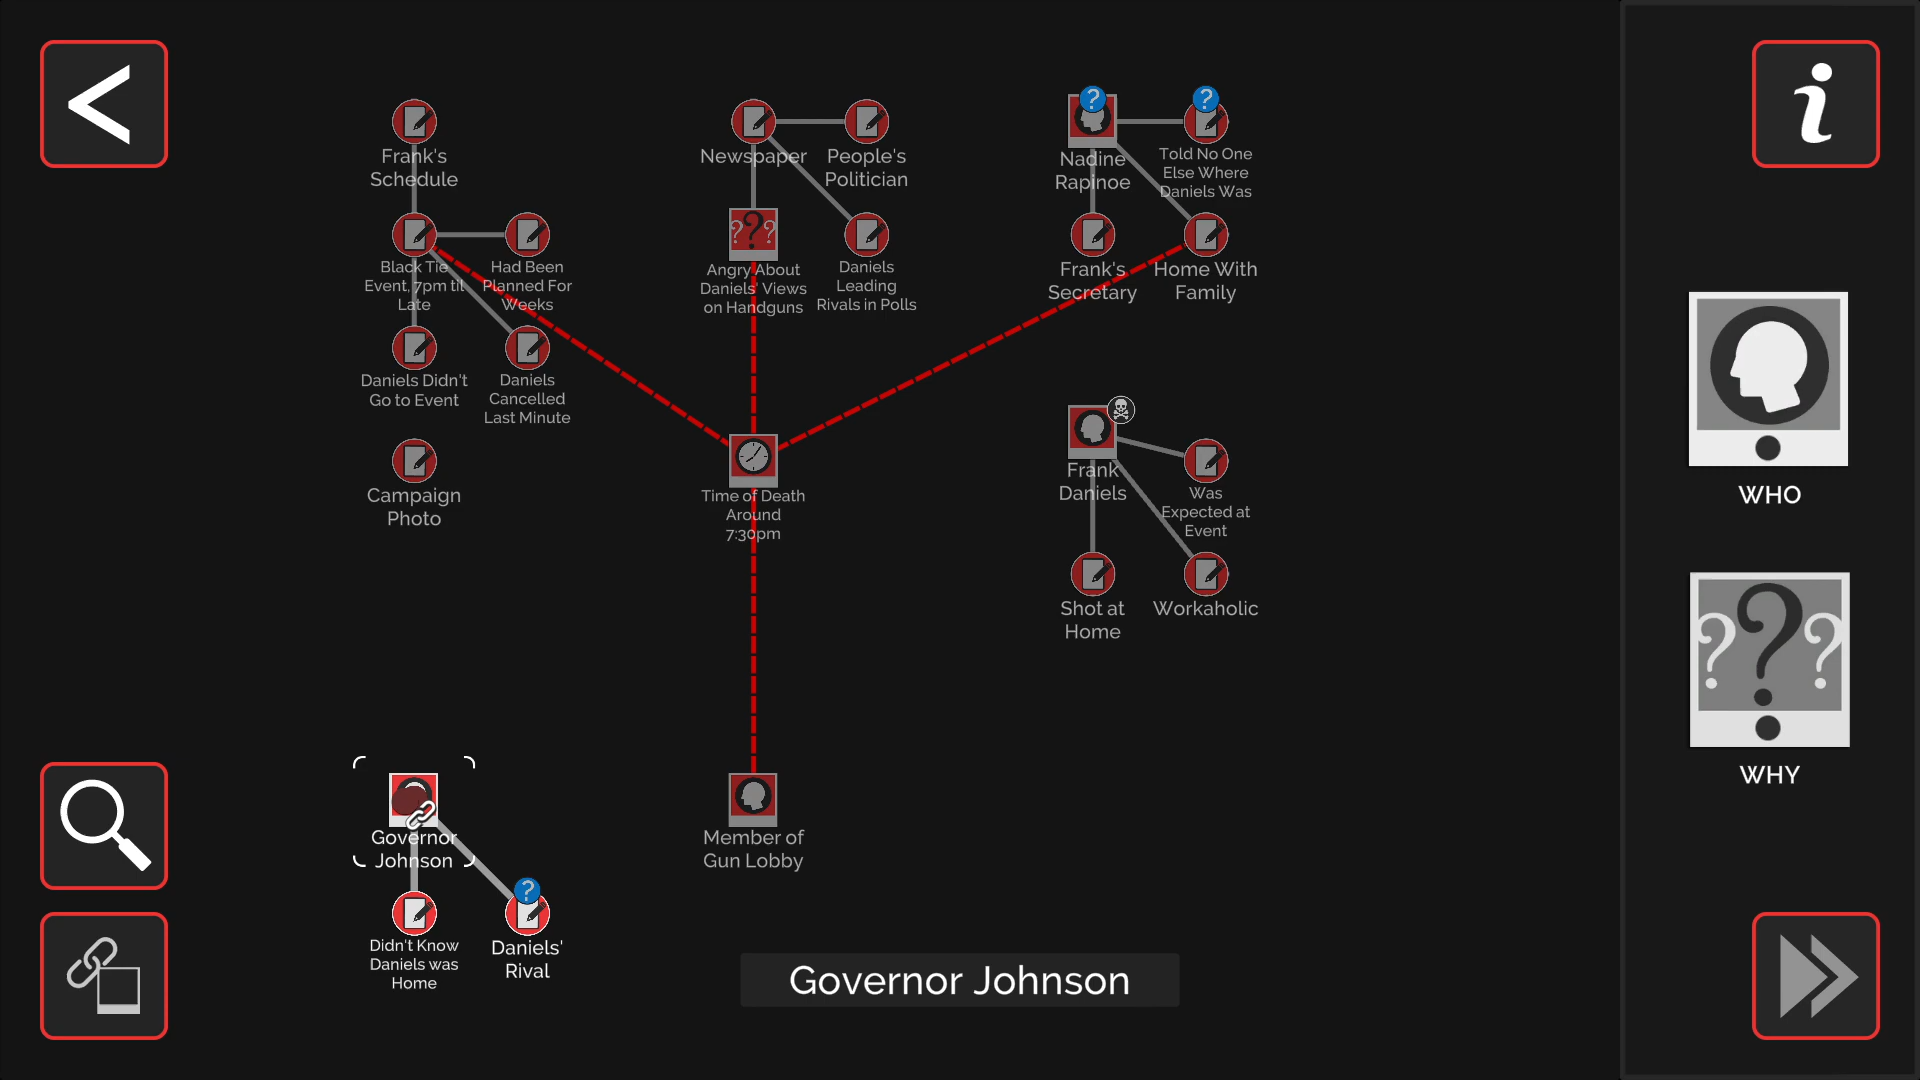 Frank's
Schedule
Newspaper
People's
Politician
Nadine
Rapinoe
Told No One
Else Where
Daniels Was
Black Tie
Event, 7pm til
Late
Had Been
Planned For
Weeks
Angry About
Daniels' Views
on Handguns
Daniels
Leading
Rivals in Polls
Frank's
Secretary
Home With
Family
Daniels Didn't
Go to Event
Daniels
Cancelled
Last Minute
Campaign
Photo
Time of Death
Around
7:30pm
Frank
Daniels
Was
Expected at
Event
Shot at
Home
Workaholic
WHO
WHY
Governor
Johnson
Member of
Gun Lobby
Didn't Know
Daniels was
Home
Daniels'
Rival
Governor Johnson